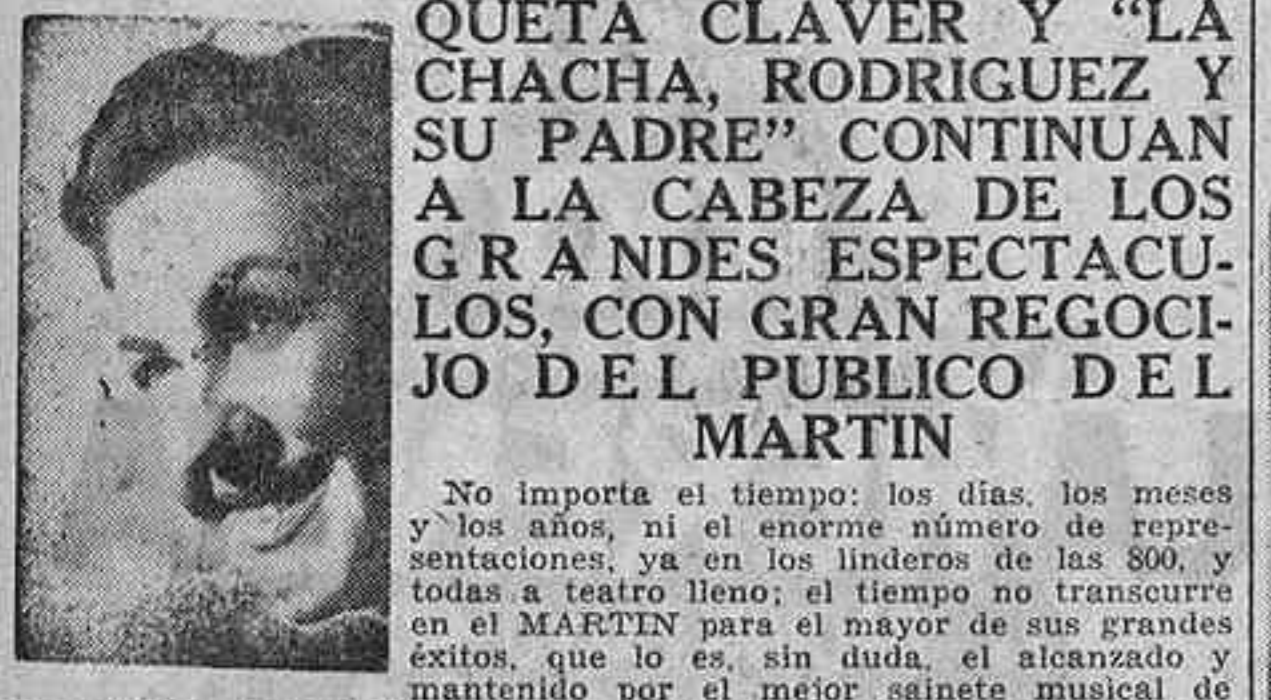 QUETA CLAVER Y "LA
CHACHA, RODRIGUEZ Y
SU PADRE" CONTINUAN
A LA CABEZA DE LOS
GRANDES ESPECTACU-
LOS, CON GRAN REGOCI-
JO DEL PUBLICO DEL
MARTIN
No importa el tiempo: los días, los meses
y los años, ni el enorme número de repre-
sentaciones, ya en los linderos de las 800, y
todas a teatro lleno; el tiempo no transcurre
en el MARTIN para el mayor de sus grandes
éxitos, que lo es, sin duda, el alcanzado y
mantenido por el mejor sainete musical de